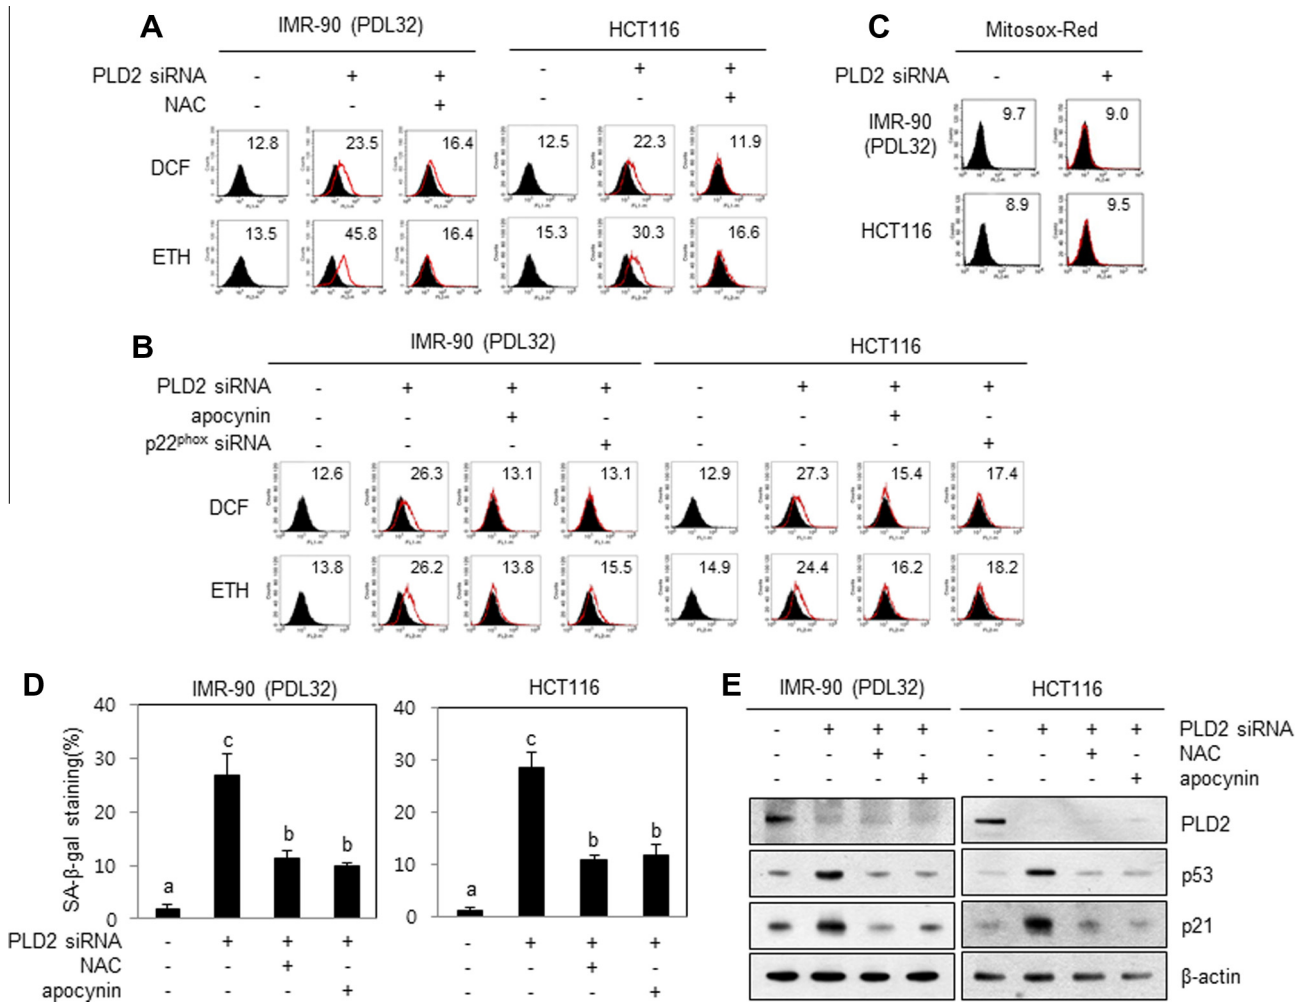 A
IMR-90 (PDL32)
HCT116
PLD2 siRNA - + + - + +
NAC - - + - - +
DCF 12.8 23.5 16.4 12.5 22.3 11.9
ETH 13.5 45.8 16.4 15.3 30.3 16.6
C
Mitosox-Red
PLD2 siRNA - +
IMR-90
(PDL32)
9.7 9.0
HCT116 8.9 9.5
B
IMR-90 (PDL32)
HCT116
PLD2 siRNA - + + + - + + +
apocynin - - + - - - + -
p22phox siRNA - - - + - - - +
DCF 12.6 26.3 13.1 13.1 12.9 27.3 15.4 17.4
ETH 13.8 26.2 13.8 15.5 14.9 24.4 16.2 18.2
D
IMR-90 (PDL32)
HCT116
SA-β-gal staining(%)
40
30
20
10
0
a c b b
40
30
20
10
0
a c b b
PLD2 siRNA - + + + - + + +
NAC - - + - - - + -
apocynin - - - + - - - +
E
IMR-90 (PDL32)
HCT116
- + + + - + + + PLD2 siRNA
- - + - - - + - NAC
- - - + - - - + apocynin
PLD2
p53
p21
β-actin